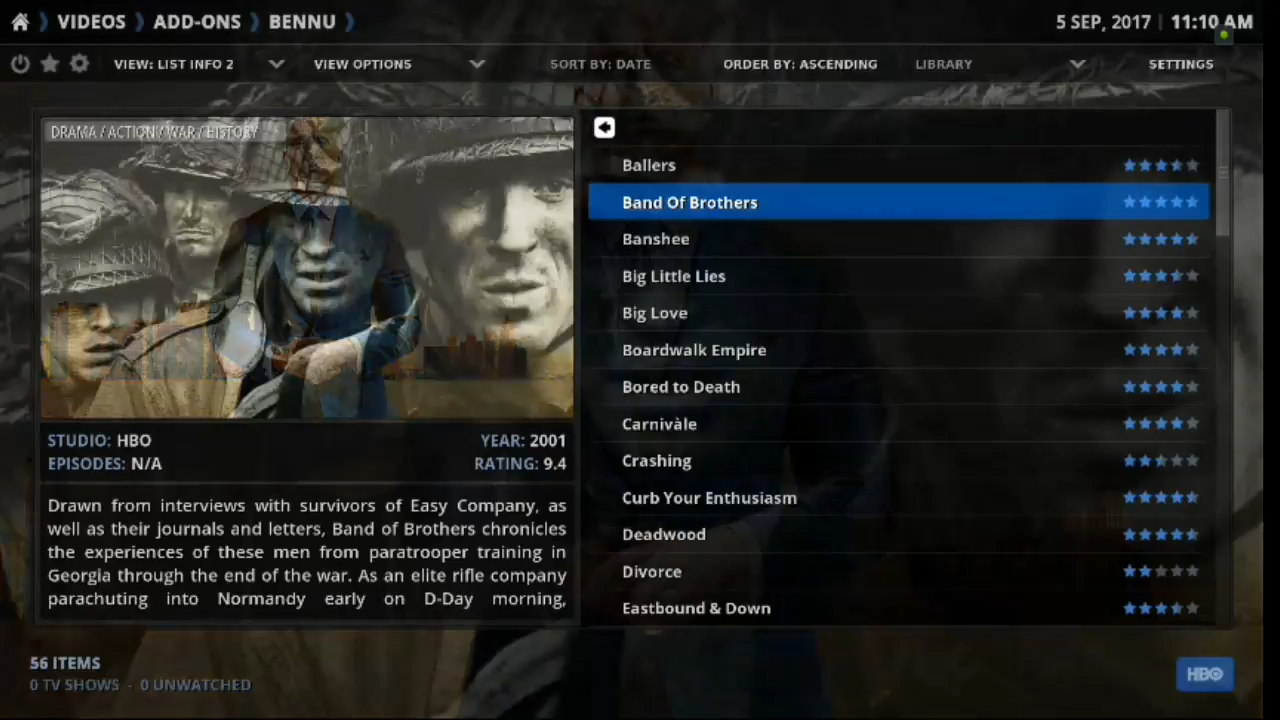 VIDEOS ADD-ONS BENNU
5 SEP, 2017 11:10 AM
VIEW: LIST INFO 2 VIEW OPTIONS SORT BY: DATE ORDER BY: ASCENDING LIBRARY SETTINGS
DRAMA / ACTION / WAR / HISTORY
STUDIO: HBO YEAR: 2001
EPISODES: N/A RATING: 9.4
Drawn from interviews with survivors of Easy Company, as
well as their journals and letters, Band of Brothers chronicles
the experiences of these men from paratrooper training in
Georgia through the end of the war. As an elite rifle company
parachuting into Normandy early on D-Day morning,
Ballers
Band Of Brothers
Banshee
Big Little Lies
Big Love
Boardwalk Empire
Bored to Death
Carnivàle
Crashing
Curb Your Enthusiasm
Deadwood
Divorce
Eastbound & Down
56 ITEMS
0 TV SHOWS - 0 UNWATCHED
HBO